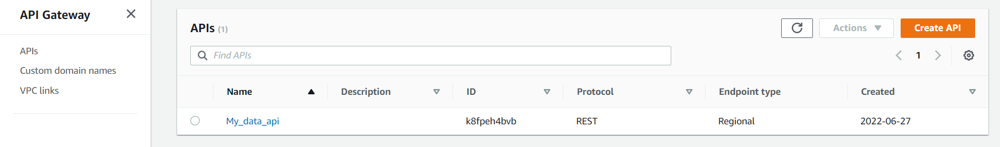 API Gateway
APIs
Custom domain names
VPC links
APIs (1)
Actions
Create API
Find APIs
1
Name Description ID Protocol Endpoint type Created
My_data_api k8fpeh4bvb REST Regional 2022-06-27